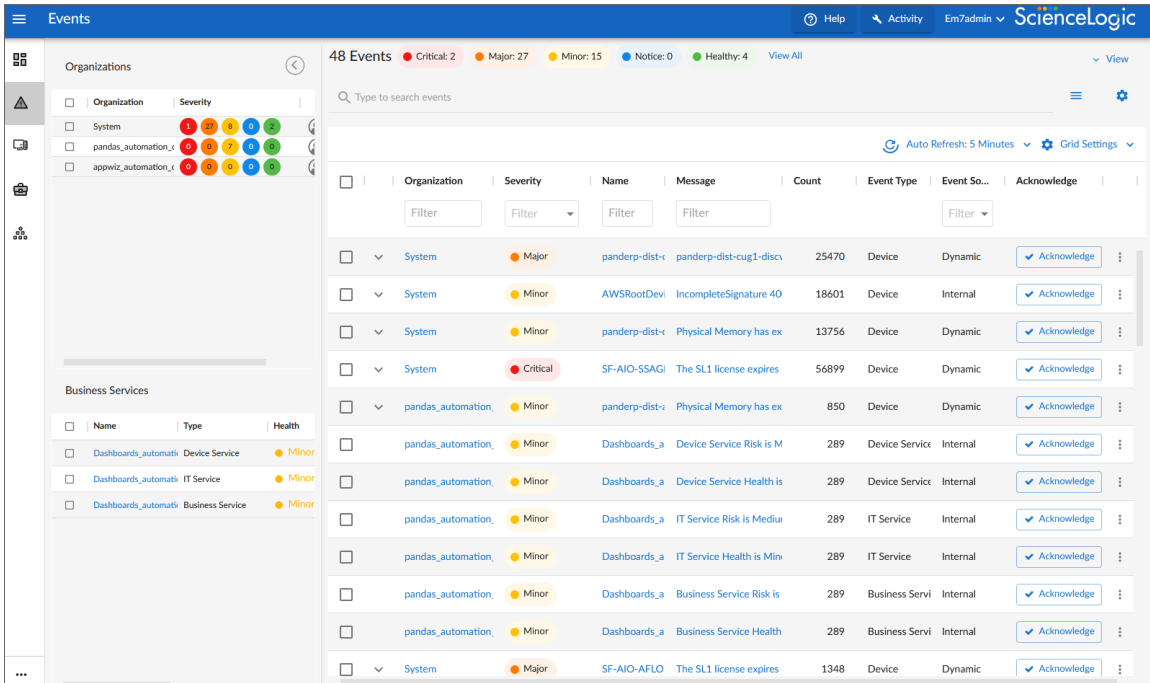 Events
Help
Activity
Em7admin
ScienceLogic
Organizations
Organization Severity
System 1 27 8 0 2
pandas_automation_ 0 0 7 0 0
appwiz_automation_ 0 0 0 0 0
Business Services
Name Type Health
Dashboards_automati Device Service Minor
Dashboards_automati IT Service Minor
Dashboards_automati Business Service Minor
48 Events Critical: 2 Major: 27 Minor: 15 Notice: 0 Healthy: 4 View All
View
Type to search events
Auto Refresh: 5 Minutes Grid Settings
Organization Severity Name Message Count Event Type Event So... Acknowledge
Filter Filter Filter Filter Filter
System Major panderp-dist- panderp-dist-cug1-disc 25470 Device Dynamic Acknowledge
System Minor AWSRootDevi IncompleteSignature 40 18601 Device Internal Acknowledge
System Minor panderp-dist- Physical Memory has ex 13756 Device Dynamic Acknowledge
System Critical SF-AIO-SSAG The SL1 license expires 56899 Device Dynamic Acknowledge
pandas_automation_ Minor panderp-dist- Physical Memory has ex 850 Device Dynamic Acknowledge
pandas_automation_ Minor Dashboards_a Device Service Risk is M 289 Device Service Internal Acknowledge
pandas_automation_ Minor Dashboards_a Device Service Health is 289 Device Service Internal Acknowledge
pandas_automation_ Minor Dashboards_a IT Service Risk is Mediu 289 IT Service Internal Acknowledge
pandas_automation_ Minor Dashboards_a IT Service Health is Min 289 IT Service Internal Acknowledge
pandas_automation_ Minor Dashboards_a Business Service Risk is 289 Business Servi Internal Acknowledge
pandas_automation_ Minor Dashboards_a Business Service Health 289 Business Servi Internal Acknowledge
System Major SF-AIO-AFLO The SL1 license expires 1348 Device Dynamic Acknowledge